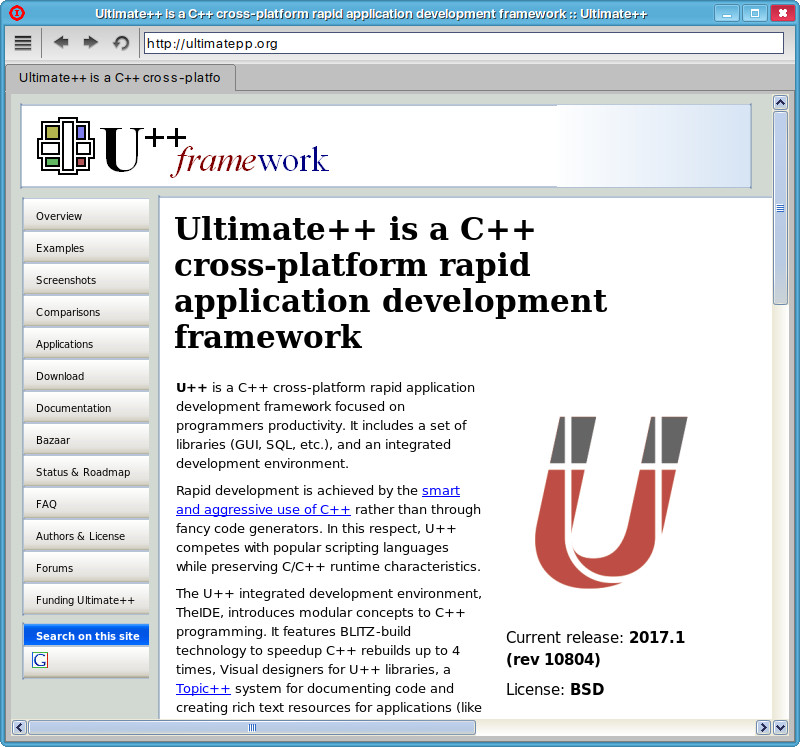 Ultimate++ is a C++ cross-platform rapid application development framework :: Ultimate++
http://ultimatepp.org
Ultimate++ is a C++ cross-platfo
U++
framework
Overview
Examples
Screenshots
Comparisons
Applications
Download
Documentation
Bazaar
Status & Roadmap
FAQ
Authors & License
Forums
Funding Ultimate++
Search on this site
G
Ultimate++ is a C++
cross-platform rapid
application development
framework
U++ is a C++ cross-platform rapid application
development framework focused on
programmers productivity. It includes a set of
libraries (GUI, SQL, etc.), and an integrated
development environment.
Rapid development is achieved by the smart
and aggressive use of C++ rather than through
fancy code generators. In this respect, U++
competes with popular scripting languages
while preserving C/C++ runtime characteristics.
The U++ integrated development environment,
TheIDE, introduces modular concepts to C++
programming. It features BLITZ-build
technology to speedup C++ rebuilds up to 4
times, Visual designers for U++ libraries, a
Topic++ system for documenting code and
creating rich text resources for applications (like
U
Current release: 2017.1
(rev 10804)
License: BSD